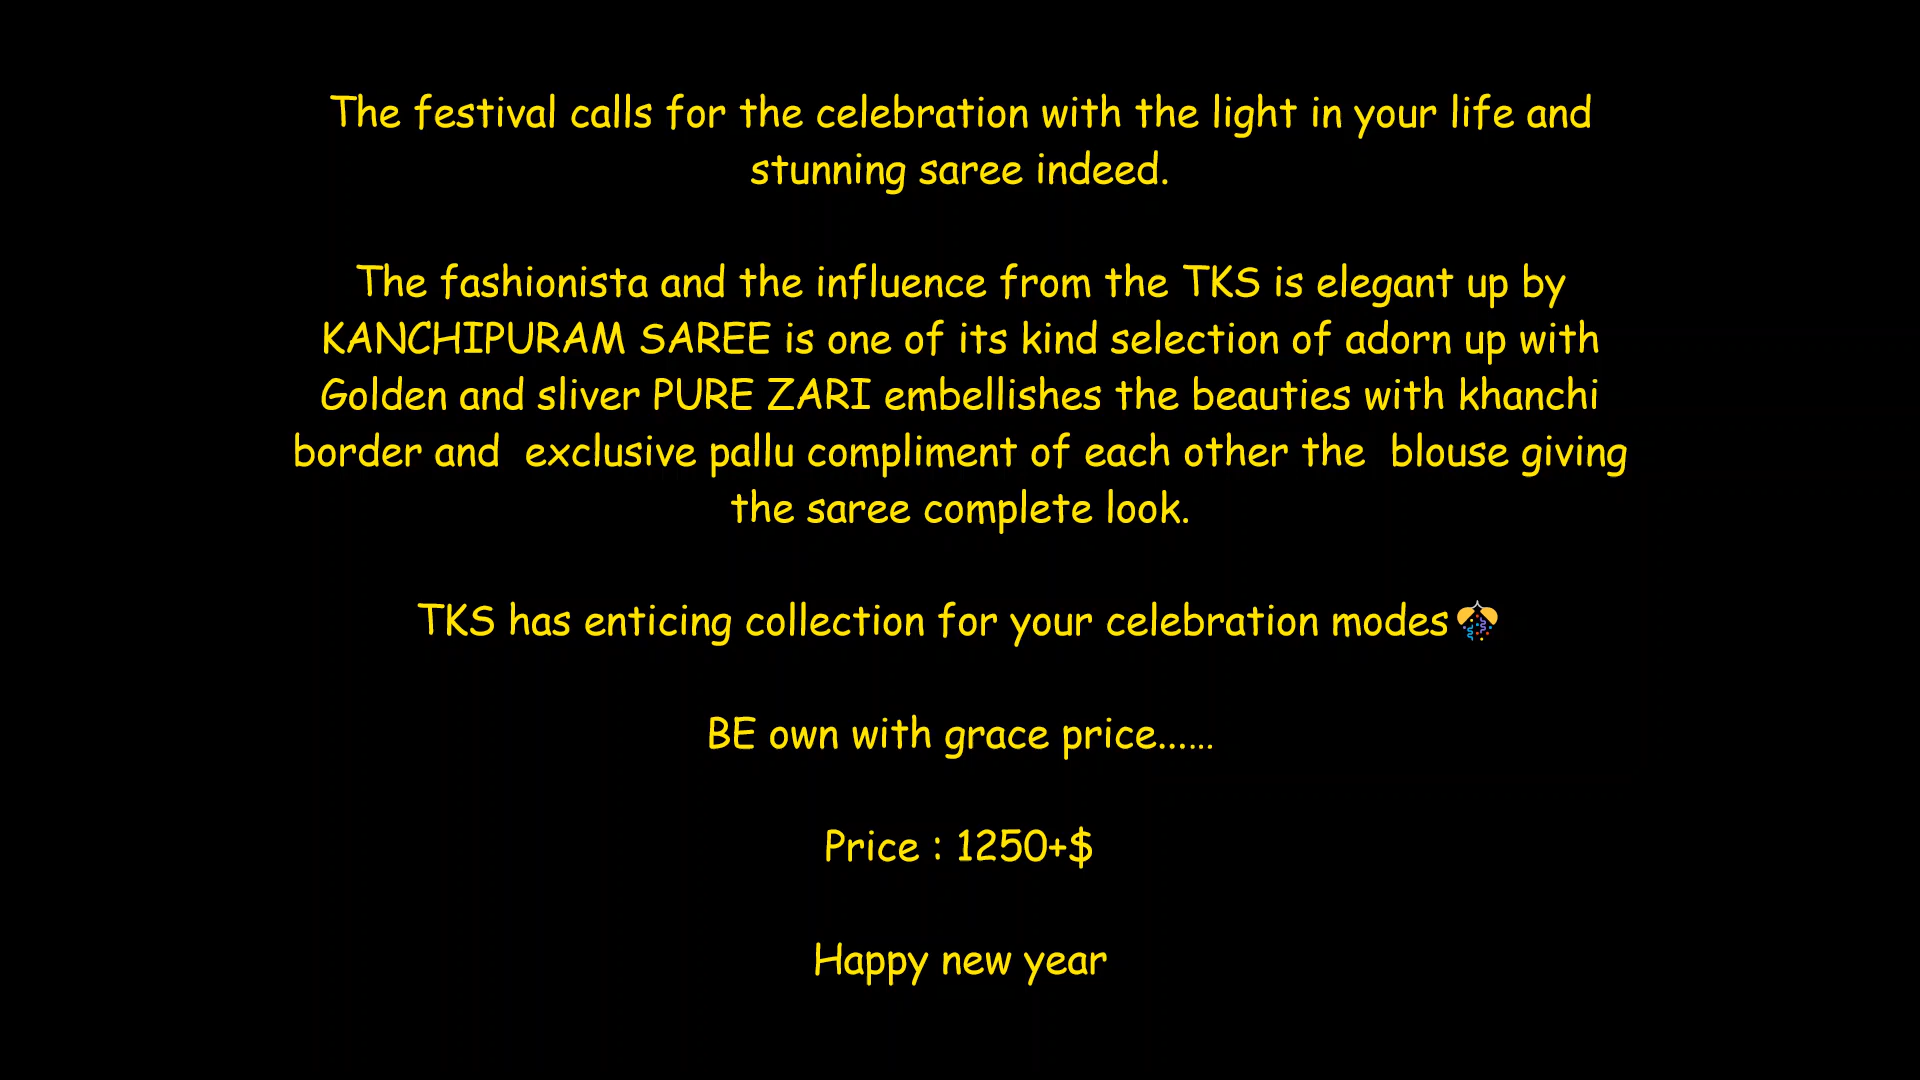 The festival calls for the celebration with the light in your life and
stunning saree indeed.
The fashionista and the influence from the TKS is elegant up by
KANCHIPURAM SAREE is one of its kind selection of adorn up with
Golden and sliver PURE ZARI embellishes the beauties with khanchi
border and  exclusive pallu compliment of each other the  blouse giving
the saree complete look.
TKS has enticing collection for your celebration modes🎊
BE own with grace price......
Price : 1250+$
Happy new year